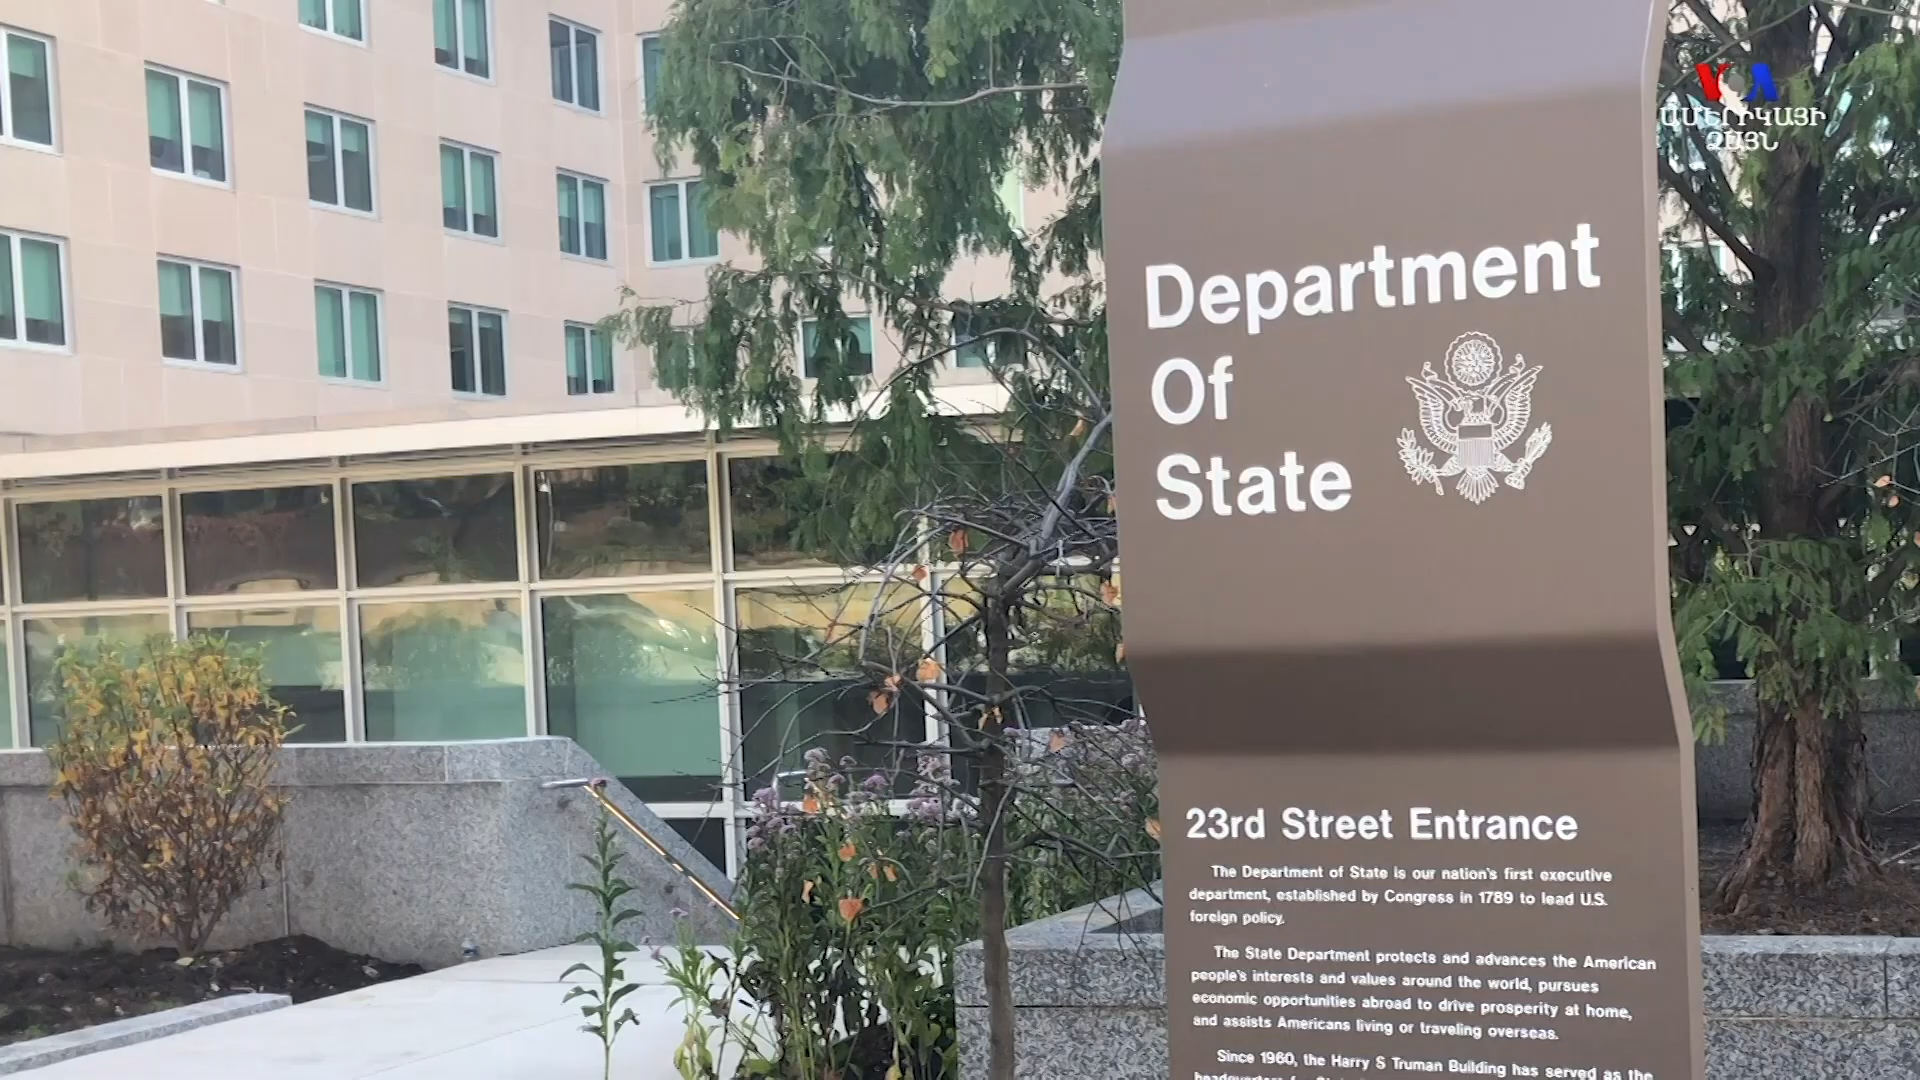 VOA
ԱՄԵՐԻԿԱՅԻ
ՁԱՅՆ
Department
Of
State
23rd Street Entrance
The Department of State is our nation's first executive
department, established by Congress in 1789 to lead U.S.
foreign policy.
The State Department protects and advances the American
people's interests and values around the world, pursues
economic opportunities abroad to drive prosperity at home,
and assists Americans living or traveling overseas.
Since 1960, the Harry S Truman Building has served as the